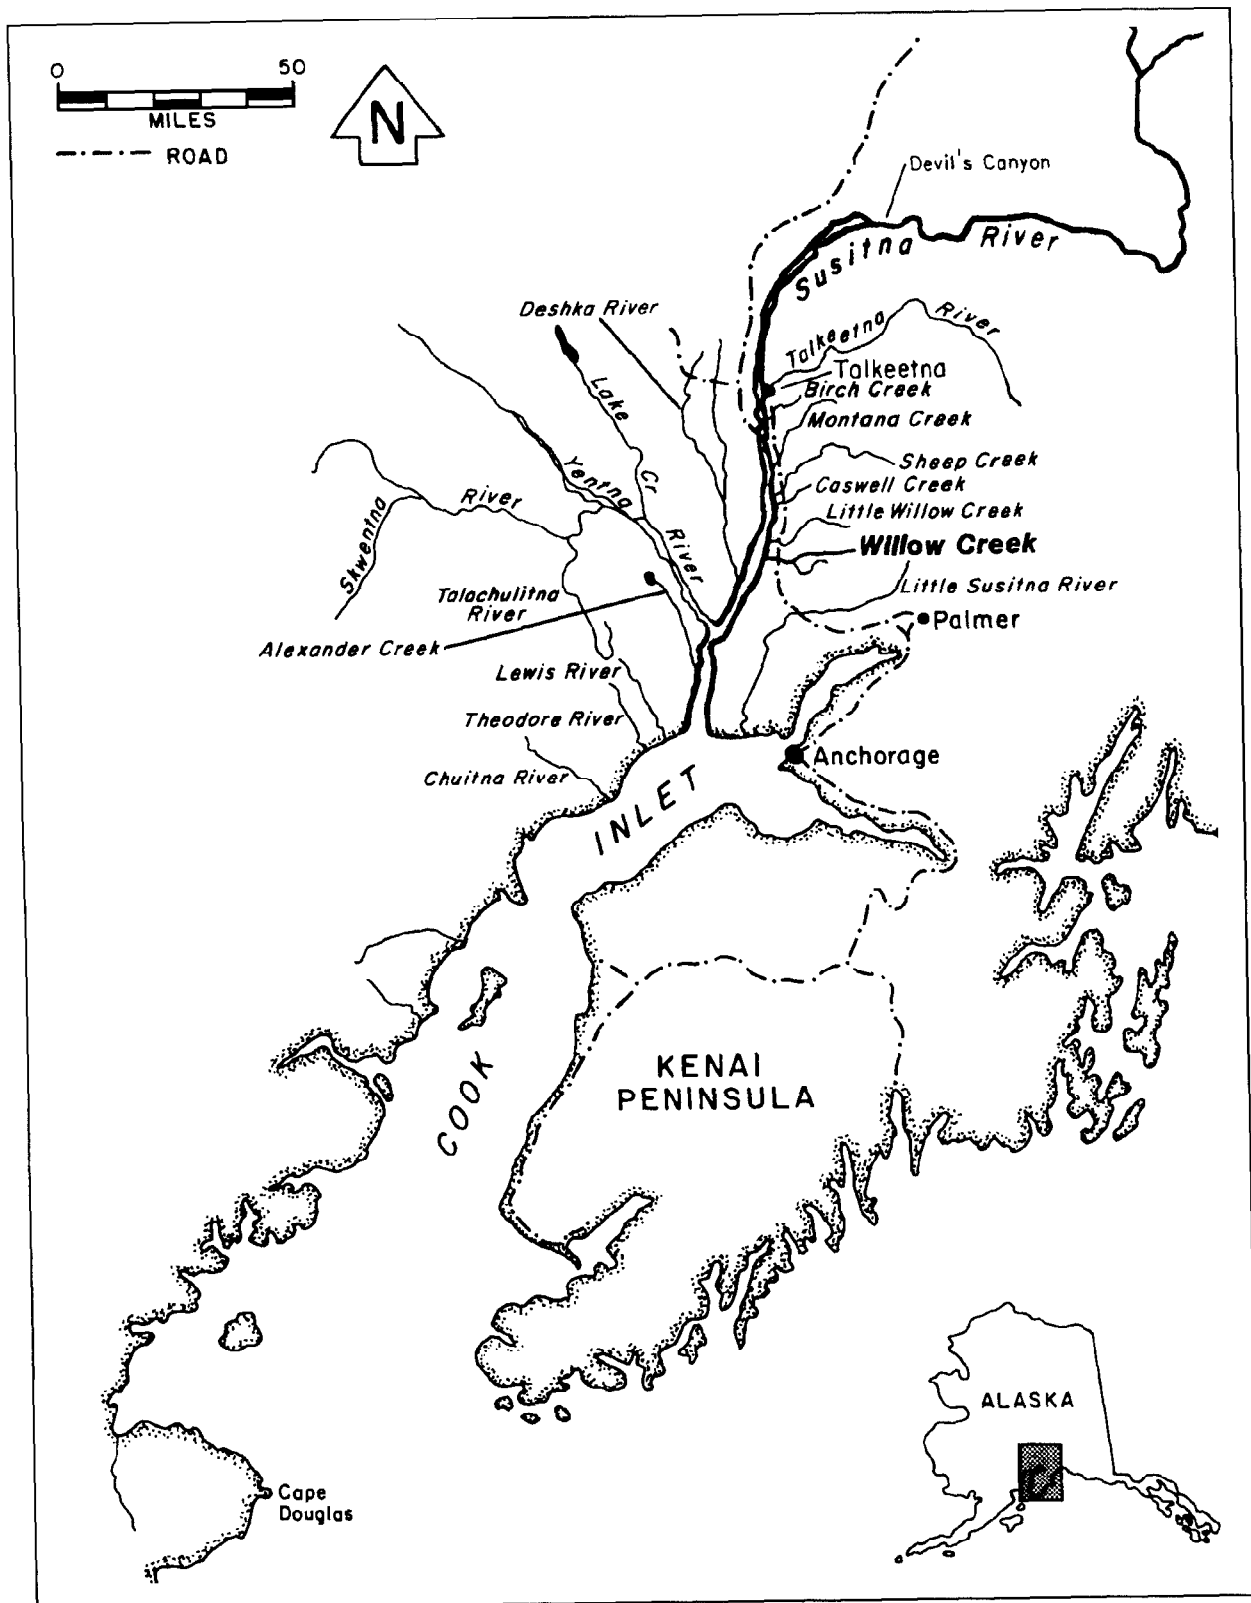 0 50
MILES
ROAD
N
Devil's Canyon
Susitna River
Deshka River
Talkeetna River
Talkeetna
Birch Creek
Lake Cr
Montana Creek
Sheep Creek
Yentna River
Caswell Creek
Skwentna River
Little Willow Creek
Willow Creek
Little Susitna River
Talachulitna
River
Palmer
Alexander Creek
Lewis River
Theodore River
Anchorage
Chuitna River
COOK INLET
KENAI
PENINSULA
ALASKA
Cape
Douglas